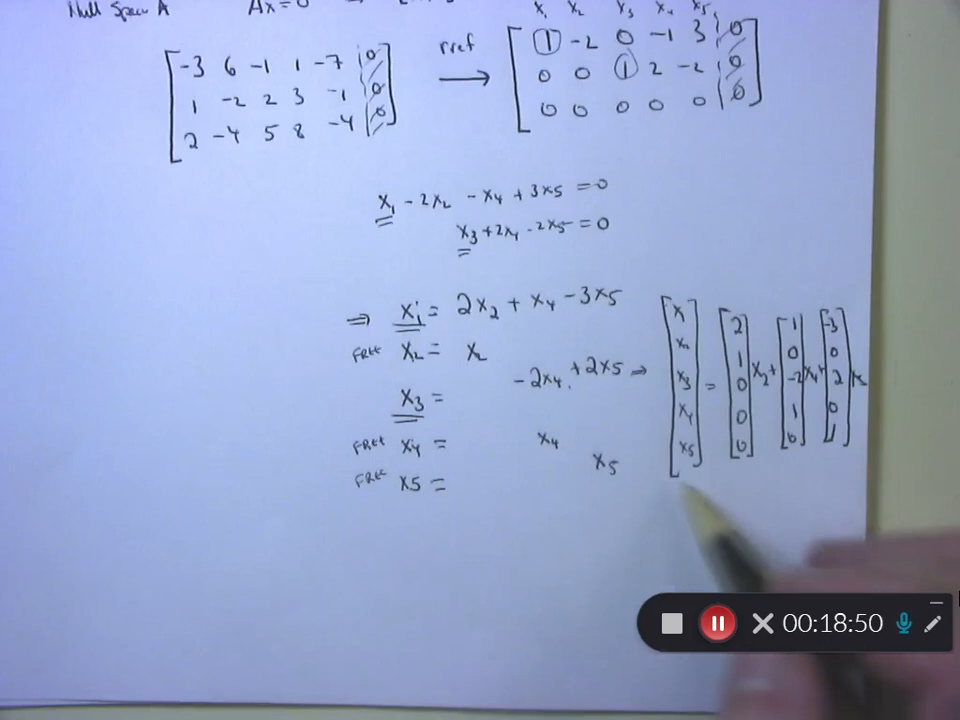 Null Space A Ax=0 →
x₁ x₂ x₃ x₄ x₅
-3 6 -1 1 -7 | 0
1 -2 2 3 -1 | 0
2 -4 5 8 -4 | 0
rref
→
1 -2 0 -1 3 | 0
0 0 1 2 -2 | 0
0 0 0 0 0 | 0
x₁ - 2x₂ - x₄ + 3x₅ = 0
x₃ + 2x₄ - 2x₅ = 0
⇒ x₁ = 2x₂ + x₄ - 3x₅
FREE x₂ = x₂
x₃ = -2x₄ + 2x₅ ⇒
FREE x₄ = x₄
FREE x₅ = x₅
[x x₂ x₃ x₄ x₅] = [2 1 0 0 0] x₂ + [1 0 -2 1 0] x₄ + [-3 0 2 0 1] x₅
00:18:50